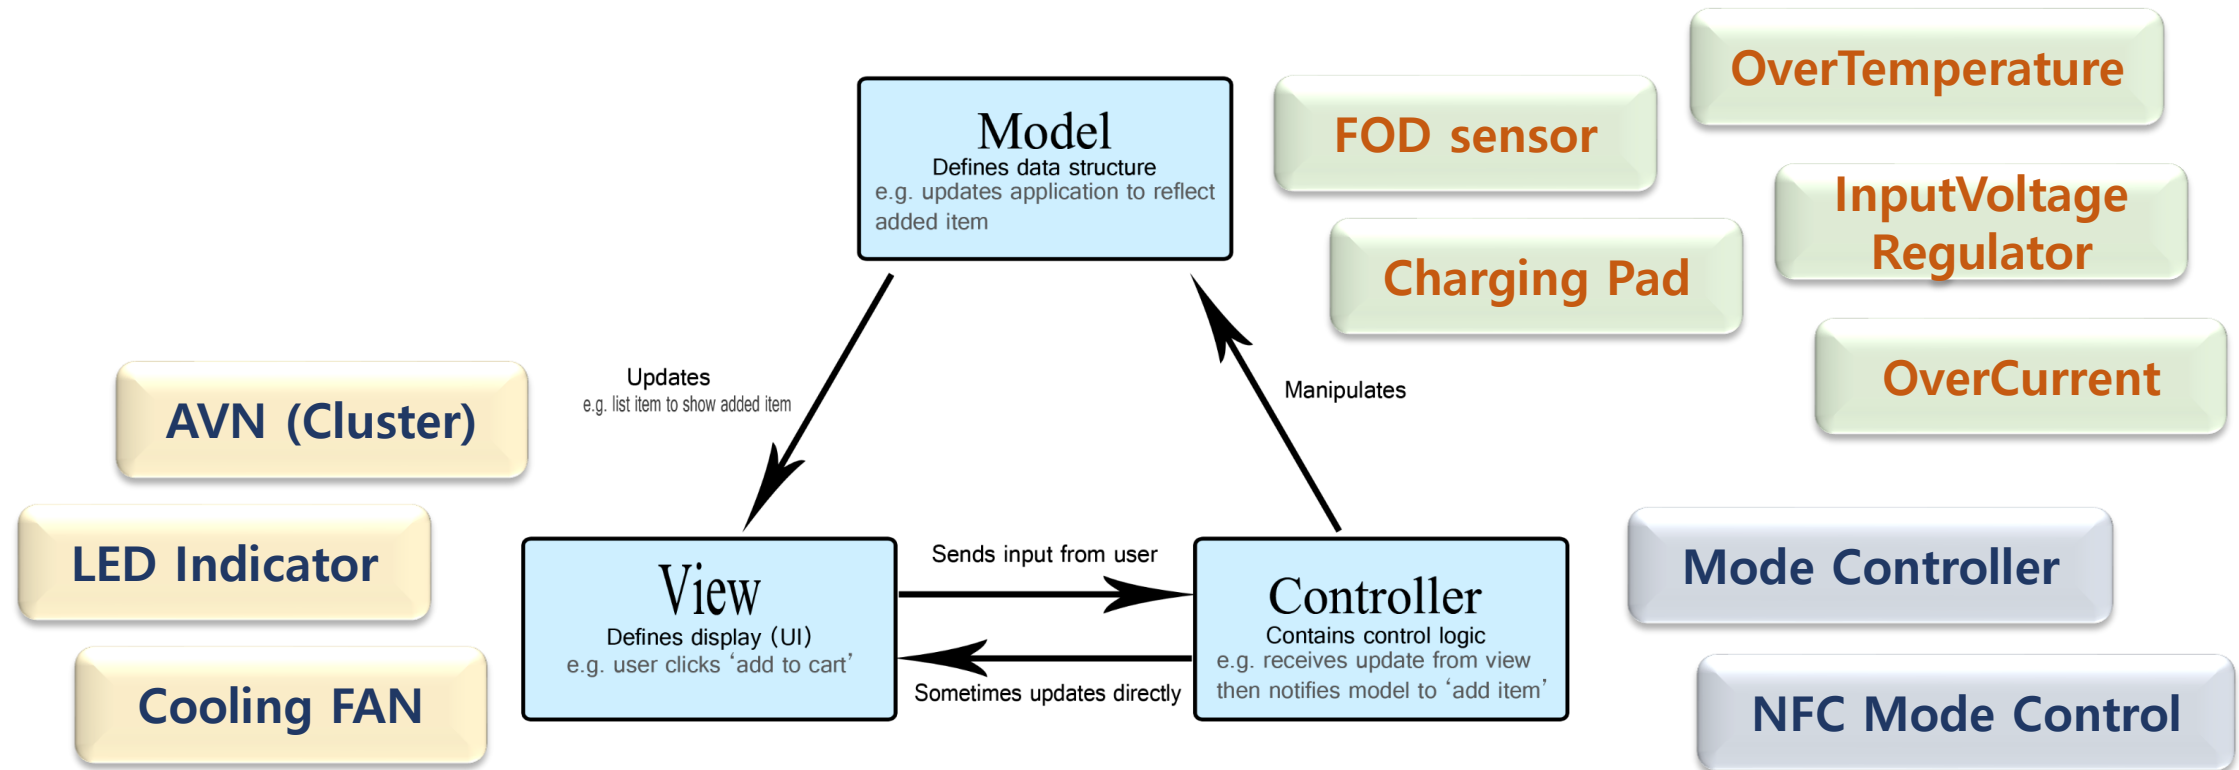 OverTemperature
FOD sensor
Model
Defines data structure
e.g. updates application to reflect
added item
InputVoltage
Regulator
Charging Pad
OverCurrent
Updates
e.g. list item to show added item
Manipulates
AVN (Cluster)
LED Indicator
Cooling FAN
View
Defines display (UI)
e.g. user clicks ‘add to cart’
Sends input from user
Sometimes updates directly
Controller
Contains control logic
e.g. receives update from view
then notifies model to ‘add item’
Mode Controller
NFC Mode Control